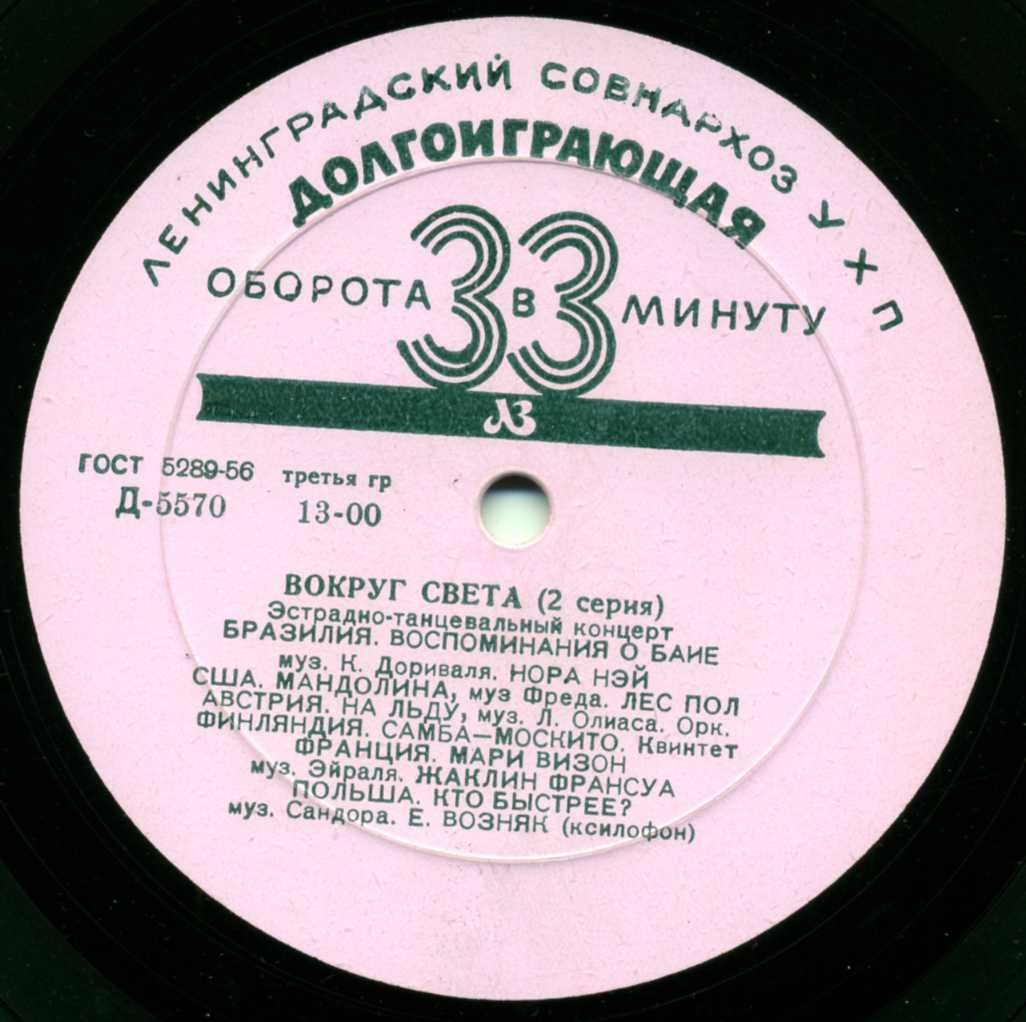 ЛЕНИНГРАДСКИЙ СОВНАРХОЗ УХП
ДОЛГОИГРАЮЩАЯ
ОБОРОТА 33 В МИНУТУ
ЛЗ
ГОСТ 5289-56 третья гр
Д-5570 13-00
ВОКРУГ СВЕТА (2 серия)
Эстрадно-танцевальный концерт
БРАЗИЛИЯ. ВОСПОМИНАНИЯ О БАИЕ
муз. К. Дориваля. НОРА НЭЙ
США. МАНДОЛИНА, муз Фреда. ЛЕС ПОЛ
АВСТРИЯ. НА ЛЬДУ, муз. Л. Олиаса. Орк.
ФИНЛЯНДИЯ. САМБА—МОСКИТО. Квинтет
ФРАНЦИЯ. МАРИ ВИЗОН
муз. Эйраля. ЖАКЛИН ФРАНСУА
ПОЛЬША. КТО БЫСТРЕЕ?
муз. Сандора. Е. ВОЗНЯК (ксилофон)